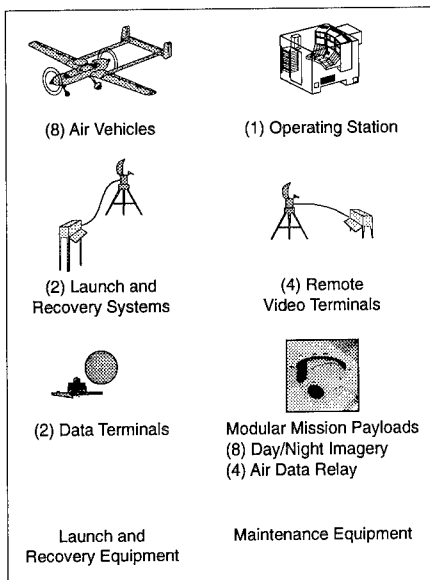 (8) Air Vehicles
(1) Operating Station
(2) Launch and
Recovery Systems
(4) Remote
Video Terminals
(2) Data Terminals
Modular Mission Payloads
(8) Day/Night Imagery
(4) Air Data Relay
Launch and
Recovery Equipment
Maintenance Equipment